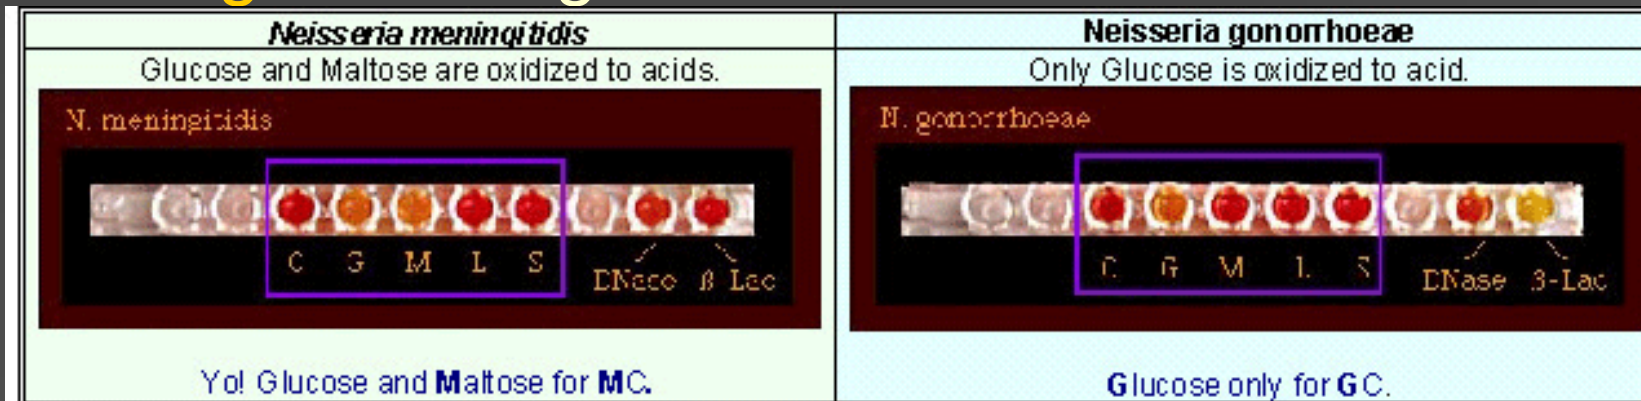 Neisseria meningitidis
Glucose and Maltose are oxidized to acids.
N. meningitidis
C G M L S
DNase β Lac
Yo! Glucose and Maltose for MC.
Neisseria gonorrhoeae
Only Glucose is oxidized to acid.
N. gonorrhoeae
C G M L S
DNase β-Lac
Glucose only for GC.